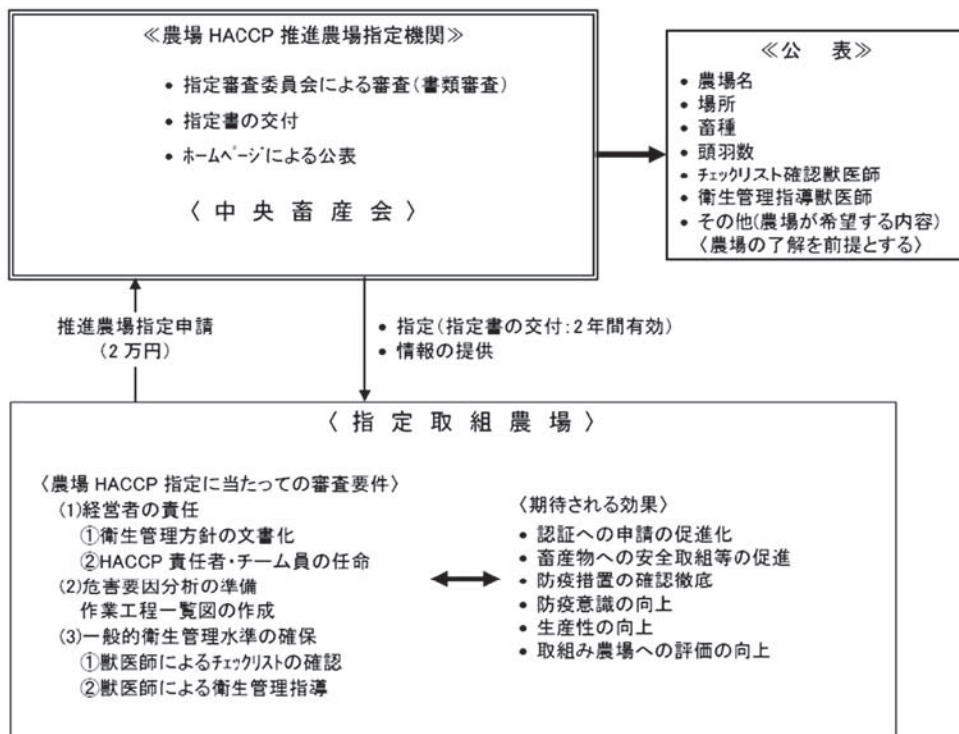 ≪農場 HACCP 推進農場指定機関≫
• 指定審査委員会による審査(書類審査)
• 指定書の交付
• ホームページによる公表
〈 中 央 畜 産 会 〉
≪公 表≫
• 農場名
• 場所
• 畜種
• 頭羽数
• チェックリスト確認獣医師
• 衛生管理指導獣医師
• その他(農場が希望する内容)
〈農場の了解を前提とする〉
推進農場指定申請
(2 万円)
• 指定(指定書の交付:2年間有効)
• 情報の提供
〈 指 定 取 組 農 場 〉
〈農場 HACCP 指定に当たっての審査要件〉
(1)経営者の責任
①衛生管理方針の文書化
②HACCP 責任者・チーム員の任命
(2)危害要因分析の準備
作業工程一覧図の作成
(3)一般的衛生管理水準の確保
①獣医師によるチェックリストの確認
②獣医師による衛生管理指導
〈期待される効果〉
• 認証への申請の促進化
• 畜産物への安全取組等の促進
• 防疫措置の確認徹底
• 防疫意識の向上
• 生産性の向上
• 取組み農場への評価の向上